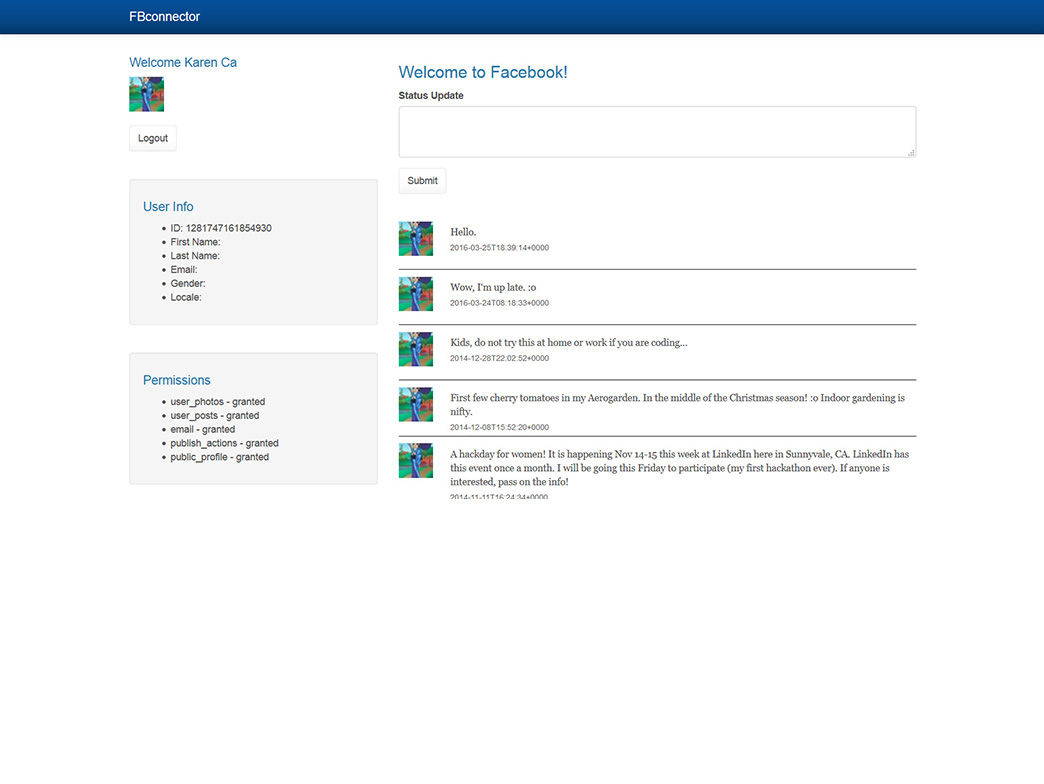 FBconnector
Welcome Karen Ca
Logout
User Info
ID: 1281747161854930
First Name:
Last Name:
Email:
Gender:
Locale:
Permissions
user_photos - granted
user_posts - granted
email - granted
publish_actions - granted
public_profile - granted
Welcome to Facebook!
Status Update
Submit
Hello.
2016-03-25T18:39:14+0000
Wow, I'm up late. :o
2016-03-24T08:18:33+0000
Kids, do not try this at home or work if you are coding...
2014-12-28T22:02:52+0000
First few cherry tomatoes in my Aerogarden. In the middle of the Christmas season! :o Indoor gardening is
nifty.
2014-12-08T15:52:20+0000
A hackday for women! It is happening Nov 14-15 this week at LinkedIn here in Sunnyvale, CA. LinkedIn has
this event once a month. I will be going this Friday to participate (my first hackathon ever). If anyone is
interested, pass on the info!
2014-11-11T16:24:34+0000